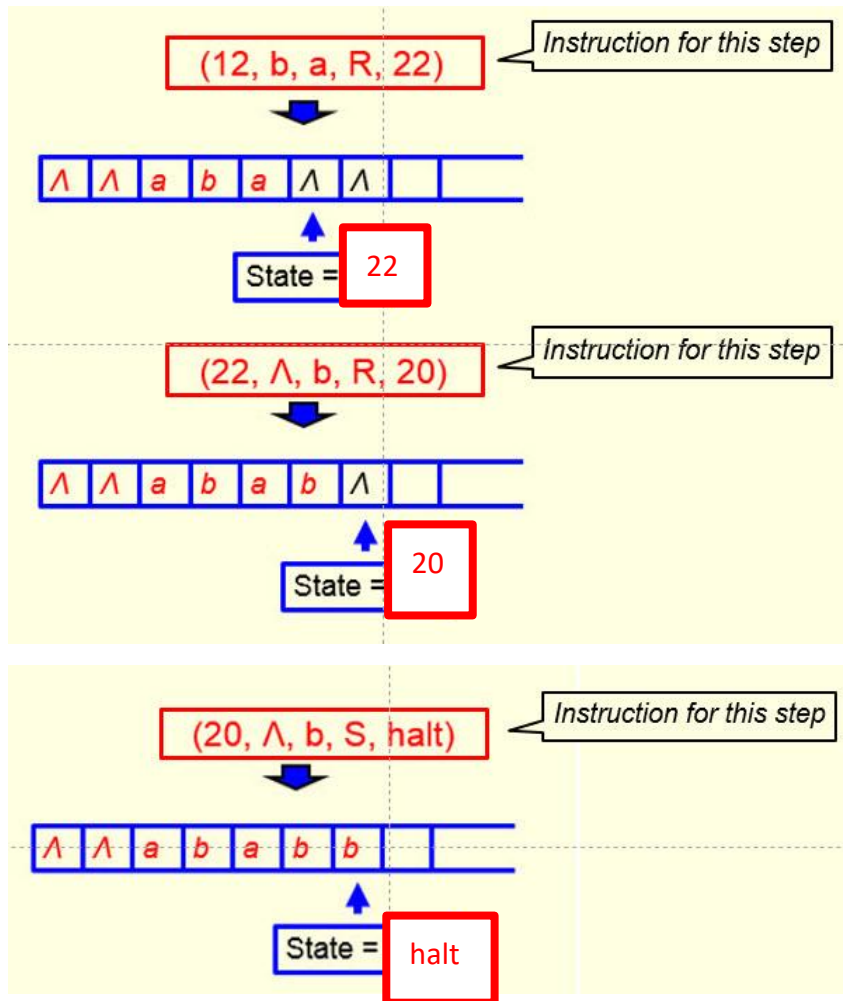 (12, b, a, R, 22)
Instruction for this step
Λ Λ a b a Λ Λ
State = 22
(22, Λ, b, R, 20)
Instruction for this step
Λ Λ a b a b Λ
State = 20
(20, Λ, b, S, halt)
Instruction for this step
Λ Λ a b a b b
State = halt